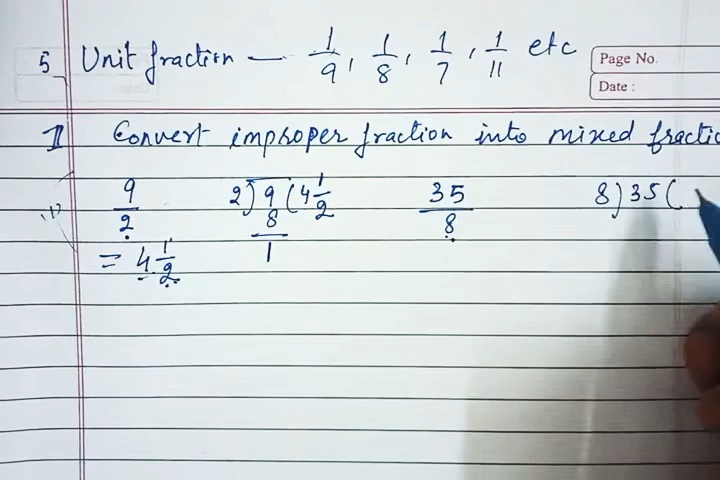 5 Unit fraction — 1/9, 1/8, 1/7, 1/11 etc
Page No.
Date :
I Convert improper fraction into mixed fractio
(1) 9/2 2)9(4 1/2 35/8 8)35(
8
= 4 1/2 1